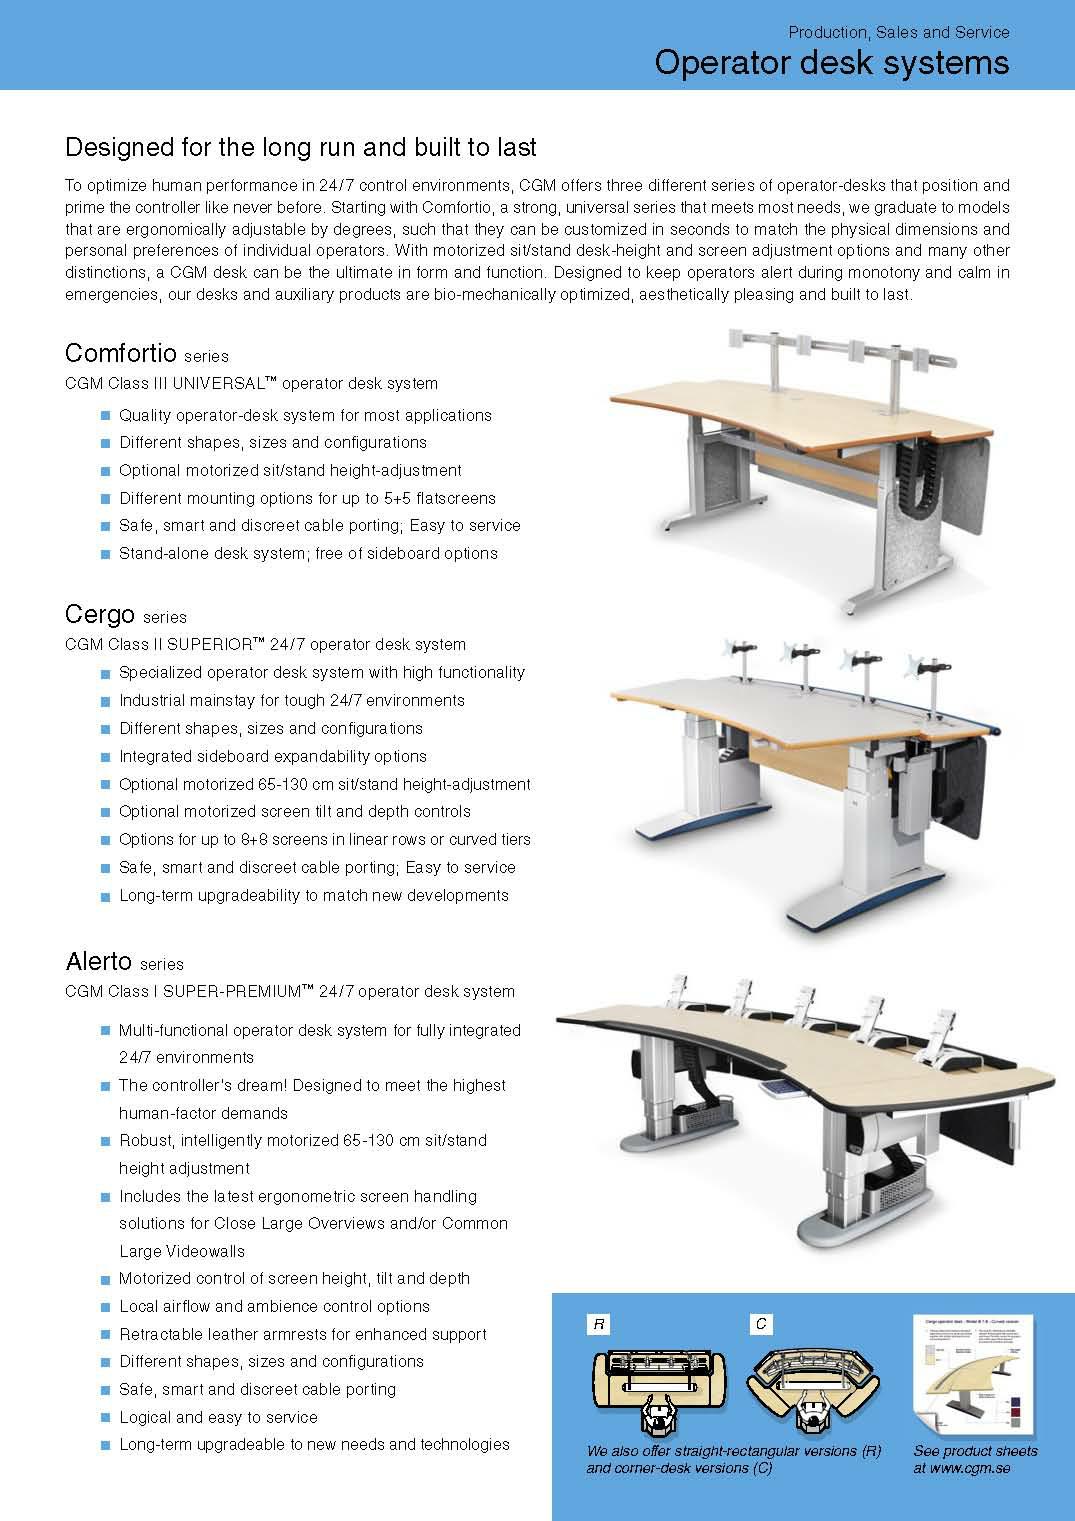 Production, Sales and Service
Operator desk systems
Designed for the long run and built to last
To optimize human performance in 24/7 control environments, CGM offers three different series of operator-desks that position and
prime the controller like never before. Starting with Comfortio, a strong, universal series that meets most needs, we graduate to models
that are ergonomically adjustable by degrees, such that they can be customized in seconds to match the physical dimensions and
personal preferences of individual operators. With motorized sit/stand desk-height and screen adjustment options and many other
distinctions, a CGM desk can be the ultimate in form and function. Designed to keep operators alert during monotony and calm in
emergencies, our desks and auxiliary products are bio-mechanically optimized, aesthetically pleasing and built to last.
Comfortio series
CGM Class III UNIVERSAL™ operator desk system
Quality operator-desk system for most applications
Different shapes, sizes and configurations
Optional motorized sit/stand height-adjustment
Different mounting options for up to 5+5 flatscreens
Safe, smart and discreet cable porting; Easy to service
Stand-alone desk system; free of sideboard options
Cergo series
CGM Class II SUPERIOR™ 24/7 operator desk system
Specialized operator desk system with high functionality
Industrial mainstay for tough 24/7 environments
Different shapes, sizes and configurations
Integrated sideboard expandability options
Optional motorized 65-130 cm sit/stand height-adjustment
Optional motorized screen tilt and depth controls
Options for up to 8+8 screens in linear rows or curved tiers
Safe, smart and discreet cable porting; Easy to service
Long-term upgradeability to match new developments
Alerto series
CGM Class I SUPER-PREMIUM™ 24/7 operator desk system
Multi-functional operator desk system for fully integrated
24/7 environments
The controller's dream! Designed to meet the highest
human-factor demands
Robust, intelligently motorized 65-130 cm sit/stand
height adjustment
Includes the latest ergonometric screen handling
solutions for Close Large Overviews and/or Common
Large Videowalls
Motorized control of screen height, tilt and depth
Local airflow and ambience control options
Retractable leather armrests for enhanced support
Different shapes, sizes and configurations
Safe, smart and discreet cable porting
Logical and easy to service
Long-term upgradeable to new needs and technologies
R
C
We also offer straight-rectangular versions (R)
and corner-desk versions (C)
See product sheets
at www.cgm.se